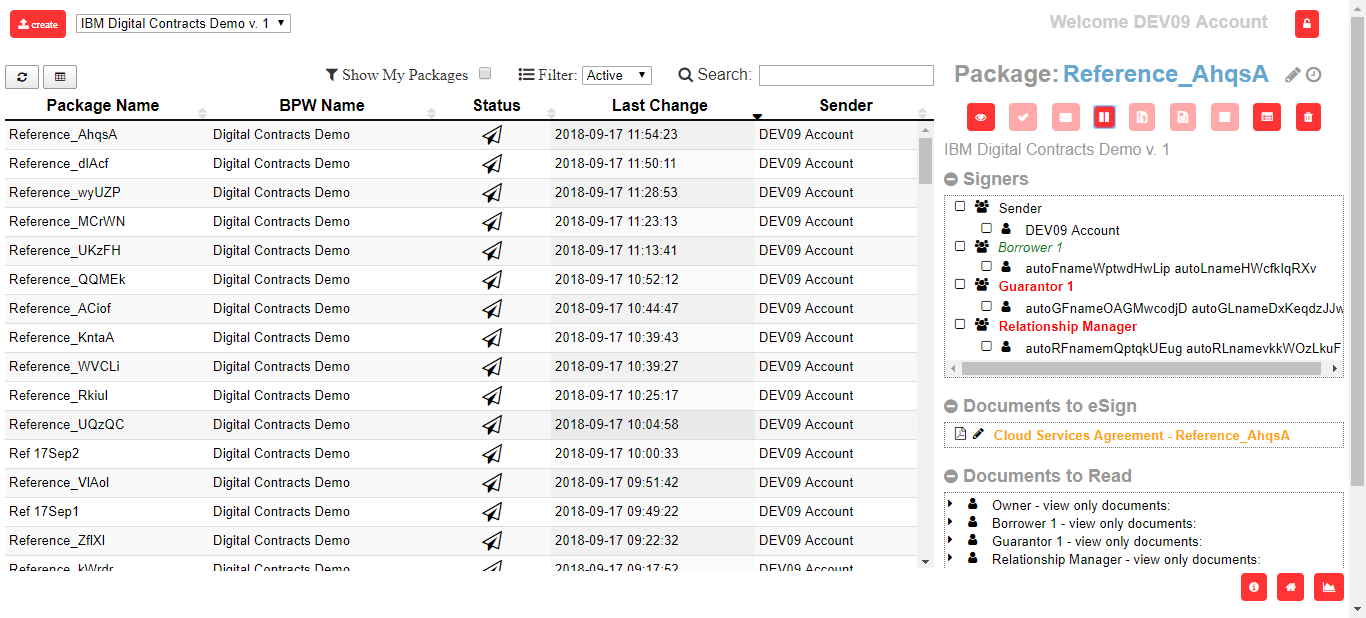 create IBM Digital Contracts Demo v. 1 Welcome DEV09 Account
Show My Packages Filter: Active Search:
Package Name BPW Name Status Last Change Sender
Reference_AhqsA Digital Contracts Demo 2018-09-17 11:54:23 DEV09 Account
Reference_dlAcf Digital Contracts Demo 2018-09-17 11:50:11 DEV09 Account
Reference_wyUZP Digital Contracts Demo 2018-09-17 11:28:53 DEV09 Account
Reference_MCrWN Digital Contracts Demo 2018-09-17 11:23:13 DEV09 Account
Reference_UKzFH Digital Contracts Demo 2018-09-17 11:13:41 DEV09 Account
Reference_QQMEk Digital Contracts Demo 2018-09-17 10:52:12 DEV09 Account
Reference_ACiof Digital Contracts Demo 2018-09-17 10:44:47 DEV09 Account
Reference_KntaA Digital Contracts Demo 2018-09-17 10:39:43 DEV09 Account
Reference_WVCLi Digital Contracts Demo 2018-09-17 10:39:27 DEV09 Account
Reference_Rkiul Digital Contracts Demo 2018-09-17 10:25:17 DEV09 Account
Reference_UQzQC Digital Contracts Demo 2018-09-17 10:04:58 DEV09 Account
Ref 17Sep2 Digital Contracts Demo 2018-09-17 10:00:33 DEV09 Account
Reference_VlAol Digital Contracts Demo 2018-09-17 09:51:42 DEV09 Account
Ref 17Sep1 Digital Contracts Demo 2018-09-17 09:49:22 DEV09 Account
Reference_ZflXl Digital Contracts Demo 2018-09-17 09:22:32 DEV09 Account
Reference_kWrdr Digital Contracts Demo 2018-09-17 09:17:52 DEV09 Account
Package: Reference_AhqsA
IBM Digital Contracts Demo v. 1
Signers
Sender
DEV09 Account
Borrower 1
autoFnameWptwdHwLip autoLnameHWcfklqRXv
Guarantor 1
autoGFnameOAGMwcodjD autoGLnameDxKeqdzJJw
Relationship Manager
autoRFnamemQptqkUEug autoRLnamevkkWOzLkuF
Documents to eSign
Cloud Services Agreement - Reference_AhqsA
Documents to Read
Owner - view only documents:
Borrower 1 - view only documents:
Guarantor 1 - view only documents:
Relationship Manager - view only documents: